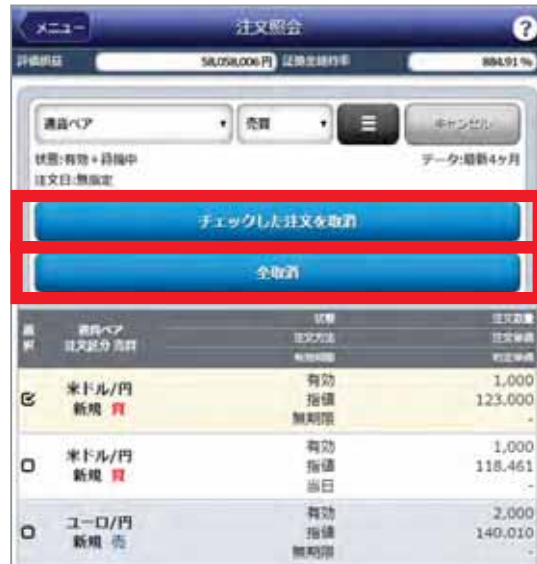 メニュー 注文照会 ?
評価損益 58,058,006円 証拠金維持率 884.91%
通貨ペア 売買 キャンセル
状態:有効+待機中 データ:最新4ヶ月
注文日:無指定
チェックした注文を取消
全取消
選択 通貨ペア 注文区分 売買 状態 注文方法 有効期限 注文数量 注文単価 約定単価
米ドル/円 有効 1,000
新規 買 指値 123.000
無期限 -
米ドル/円 有効 1,000
新規 買 指値 118.461
当日 -
ユーロ/円 有効 2,000
新規 売 指値 140.010
無期限 -